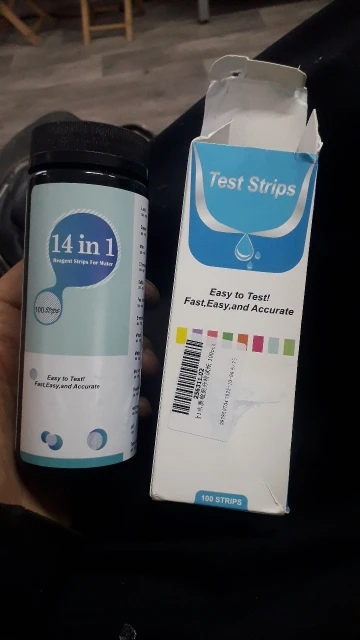 14 in 1
Reagent Strips For Water
100 Strips
Easy to Test!
Fast,Easy,and Accurate
Test Strips
Easy to Test!
Fast,Easy,and Accurate
100 STRIPS